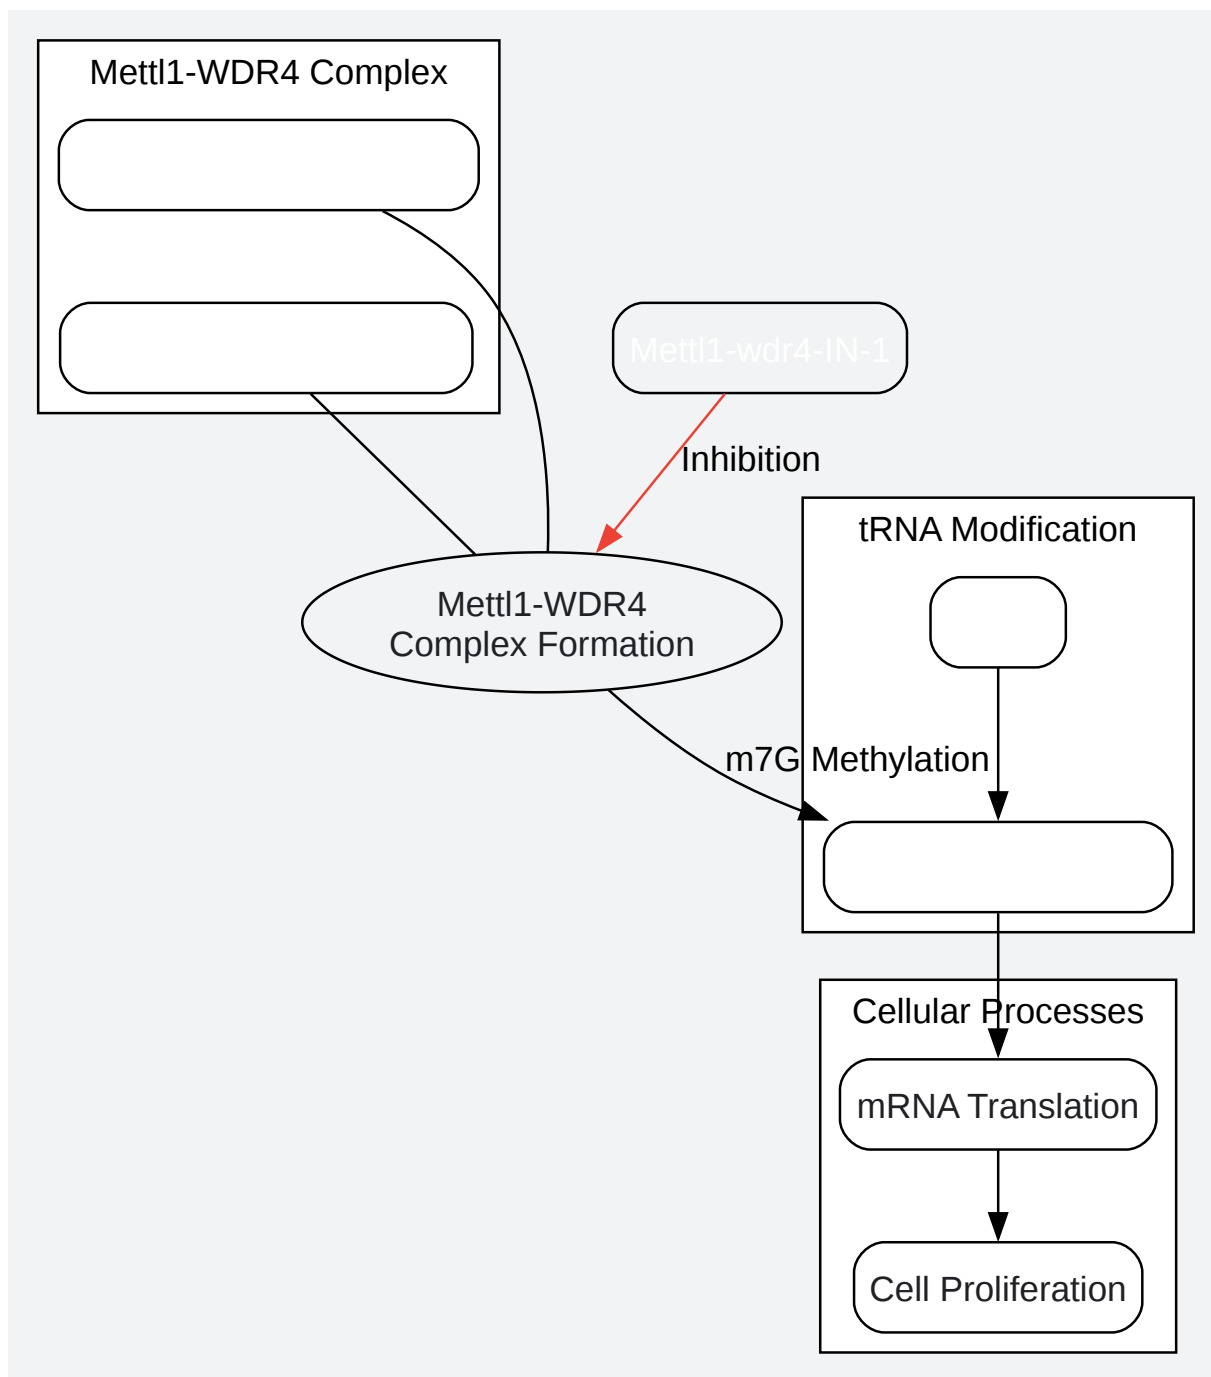 Mettl1-WDR4 Complex
Mettl1-wdr4-IN-1
Inhibition
tRNA Modification
Mettl1-WDR4
Complex Formation
m7G Methylation
Cellular Processes
mRNA Translation
Cell Proliferation